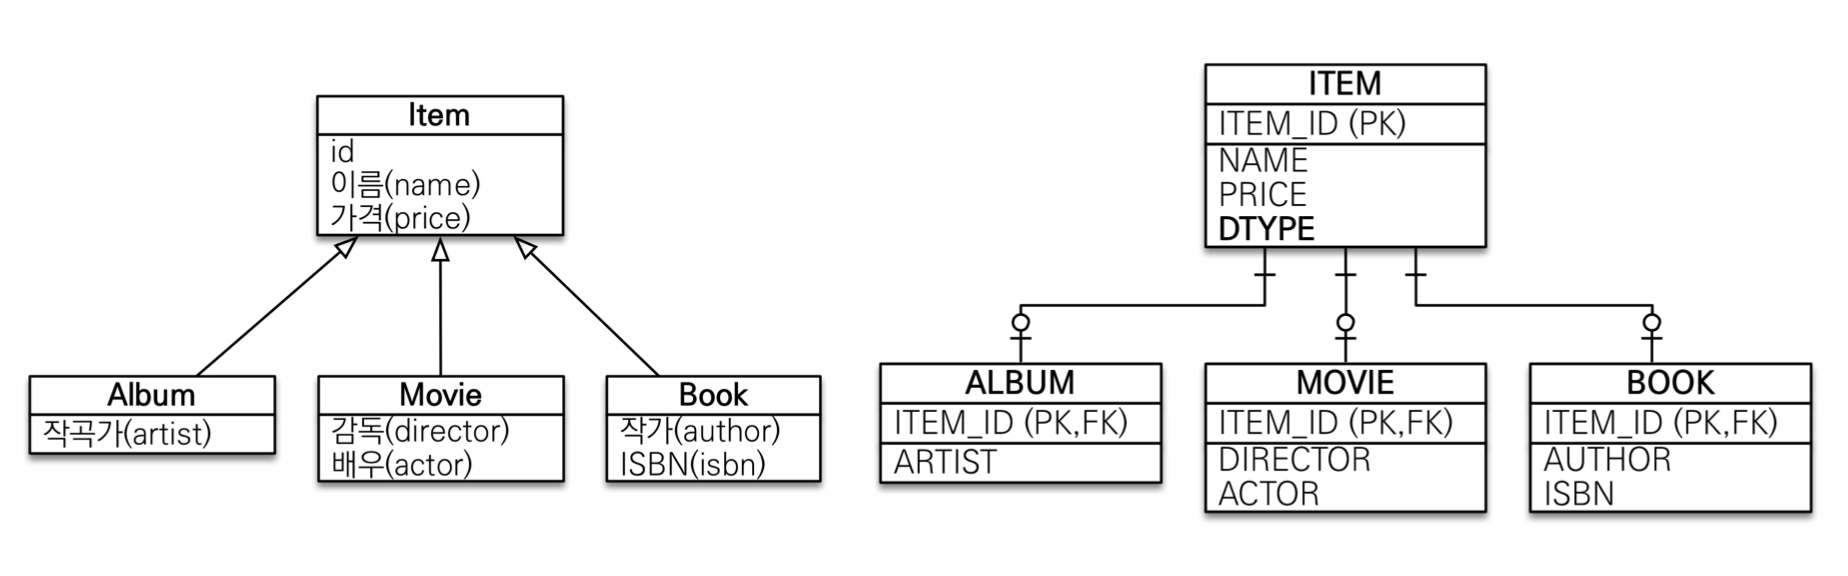 Item
id
이름(name)
가격(price)
Album
작곡가(artist)
Movie
감독(director)
배우(actor)
Book
작가(author)
ISBN(isbn)
ITEM
ITEM_ID (PK)
NAME
PRICE
DTYPE
ALBUM
ITEM_ID (PK,FK)
ARTIST
MOVIE
ITEM_ID (PK,FK)
DIRECTOR
ACTOR
BOOK
ITEM_ID (PK,FK)
AUTHOR
ISBN